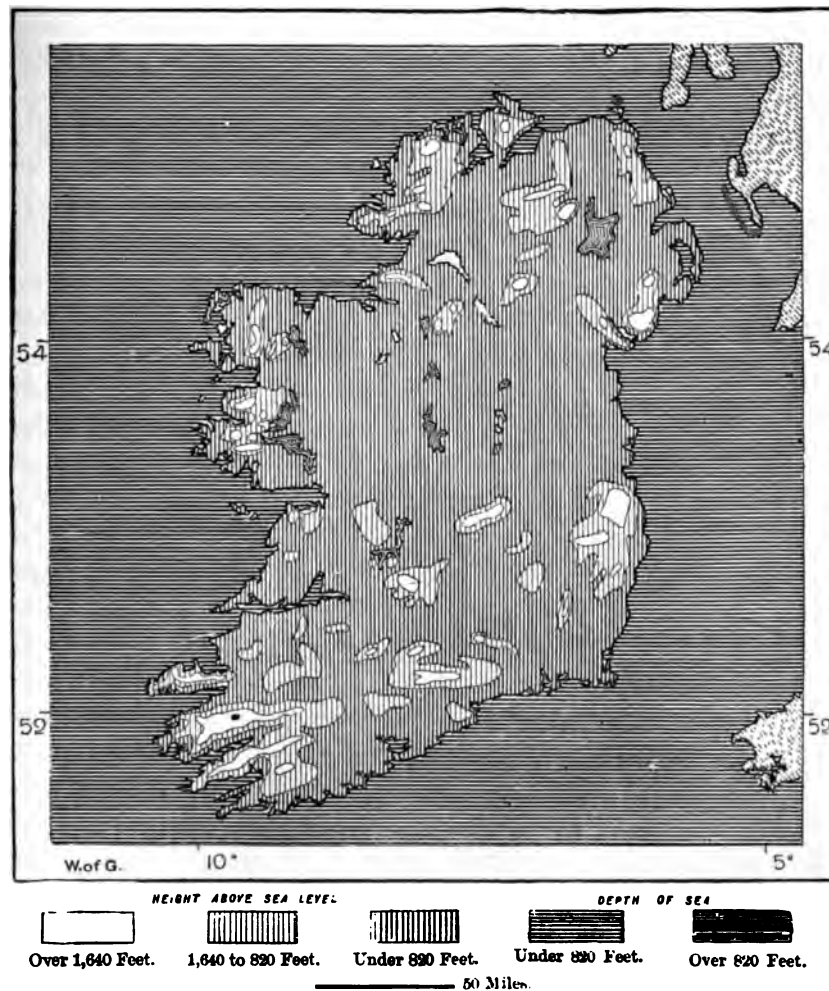 54
54
52
52
W. of G.
10°
5°
HEIGHT ABOVE SEA LEVEL
DEPTH OF SEA
Over 1,640 Feet.
1,640 to 820 Feet.
Under 820 Feet.
Under 820 Feet.
Over 820 Feet.
50 Miles.